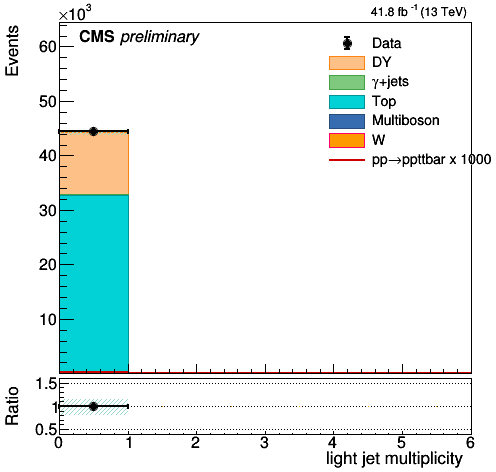 ×10³
41.8 fb⁻¹ (13 TeV)
CMS preliminary
Events
60
50
40
30
20
10
Data
DY
γ+jets
Top
Multiboson
W
pp→ppttbar x 1000
Ratio
1.5
1
0.5
0 1 2 3 4 5 6
light jet multiplicity